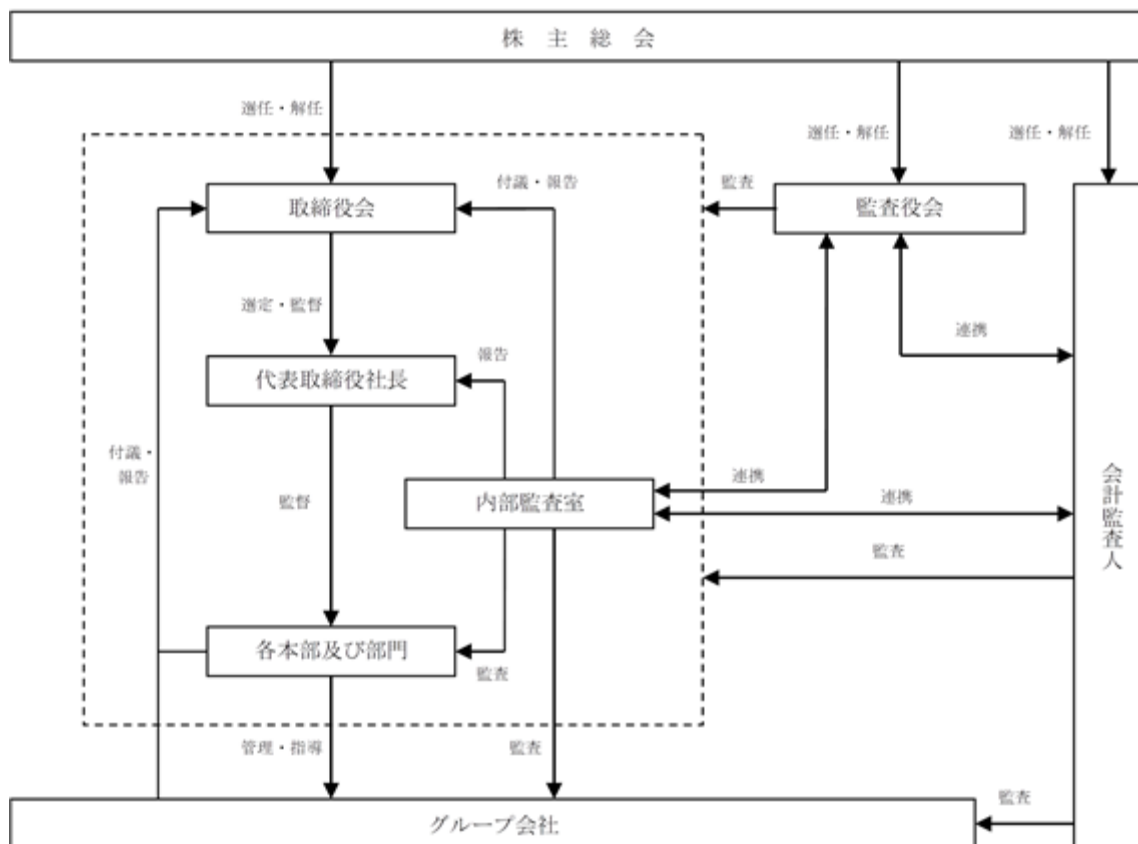 株主総会
選任・解任
選任・解任
選任・解任
付議・報告
監査
取締役会
監査役会
選定・監督
連携
報告
代表取締役社長
付議・
報告
監督
連携
内部監査室
連携
会計監査人
監査
各本部及び部門
監査
管理・指導
監査
監査
グループ会社